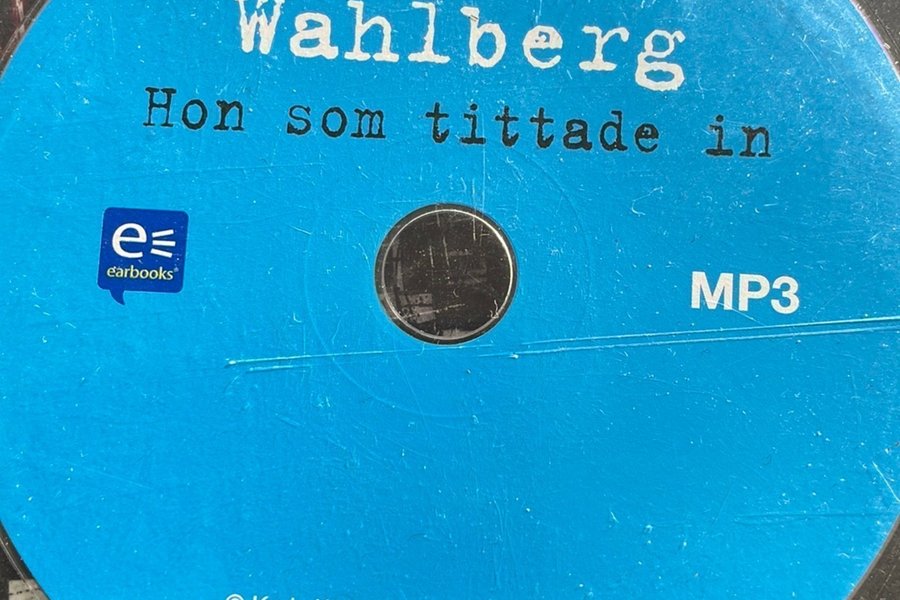 Wahlberg
Hon som tittade in
e
earbooks®
MP3